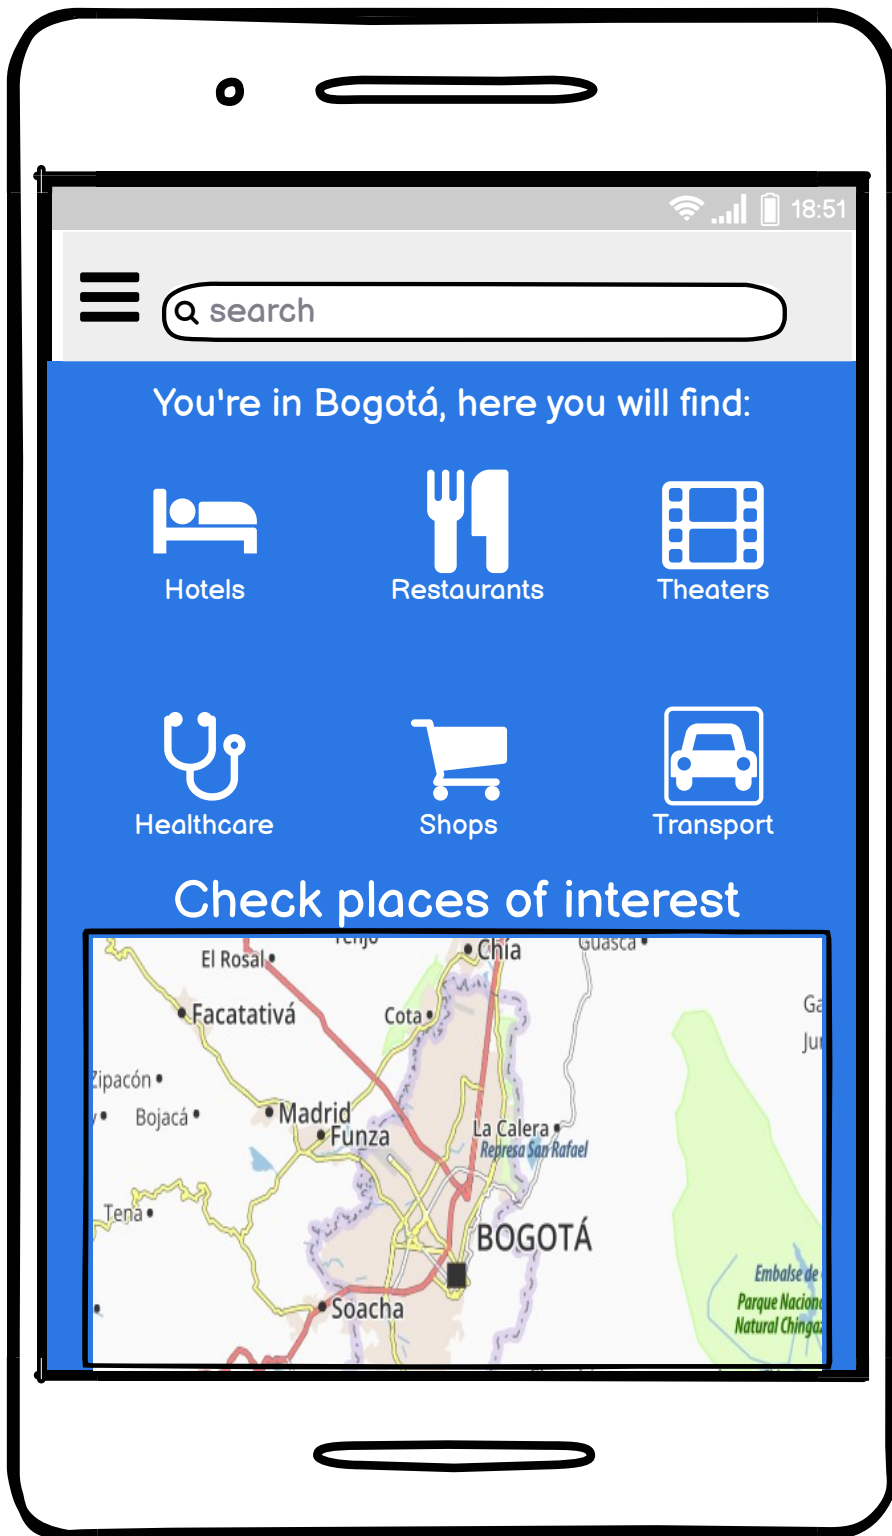 18:51
search
You're in Bogotá, here you will find:
Hotels Restaurants Theaters
Healthcare Shops Transport
Check places of interest
Chía
Guasca
El Rosal
Facatativá
Cota
Zipacón
Bojacá
Madrid
Funza
La Calera
Represa San Rafael
Tena
BOGOTÁ
Embalse de
Soacha
Parque Nacion
Natural Chinga